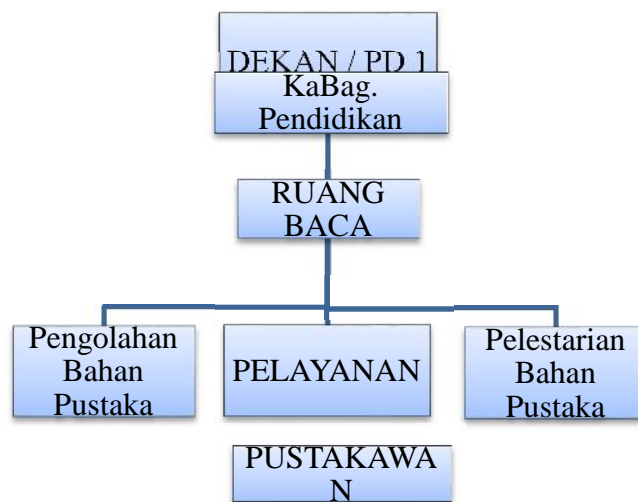 DEKAN / PD 1
KaBag.
Pendidikan
RUANG
BACA
Pengolahan
Bahan
Pustaka
PELAYANAN
Pelestarian
Bahan
Pustaka
PUSTAKAWA
N